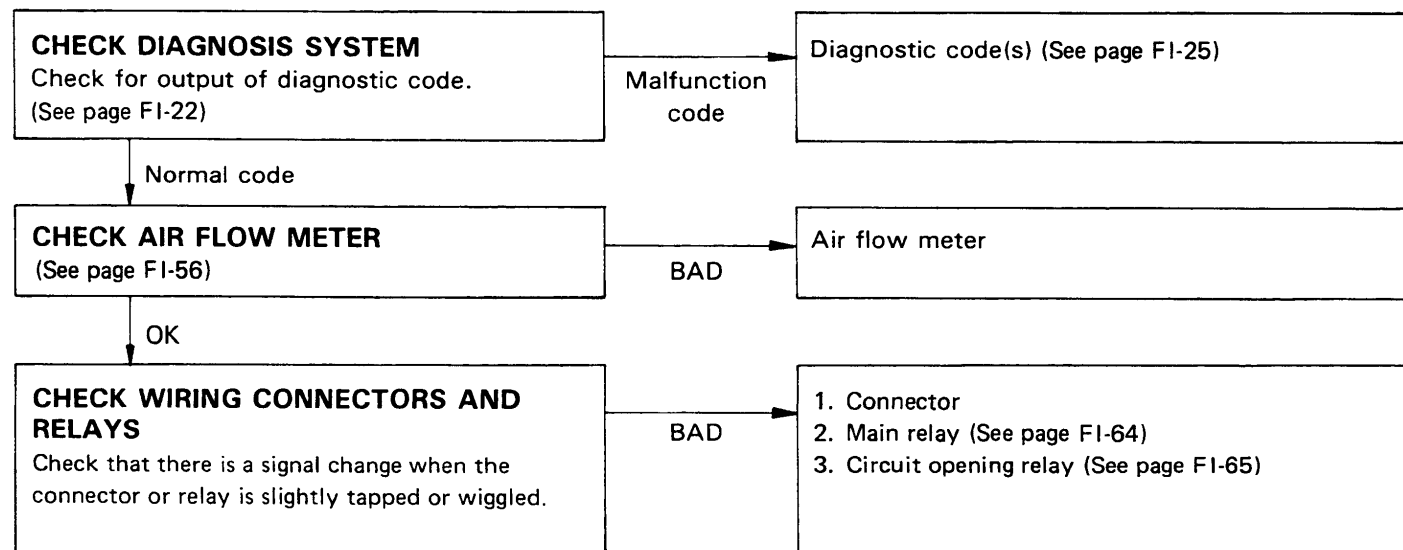 CHECK DIAGNOSIS SYSTEM
Check for output of diagnostic code.
(See page FI-22)
Malfunction
code
Diagnostic code(s) (See page FI-25)
Normal code
CHECK AIR FLOW METER
(See page FI-56)
BAD
Air flow meter
OK
CHECK WIRING CONNECTORS AND
RELAYS
Check that there is a signal change when the
connector or relay is slightly tapped or wiggled.
BAD
1. Connector
2. Main relay (See page FI-64)
3. Circuit opening relay (See page FI-65)